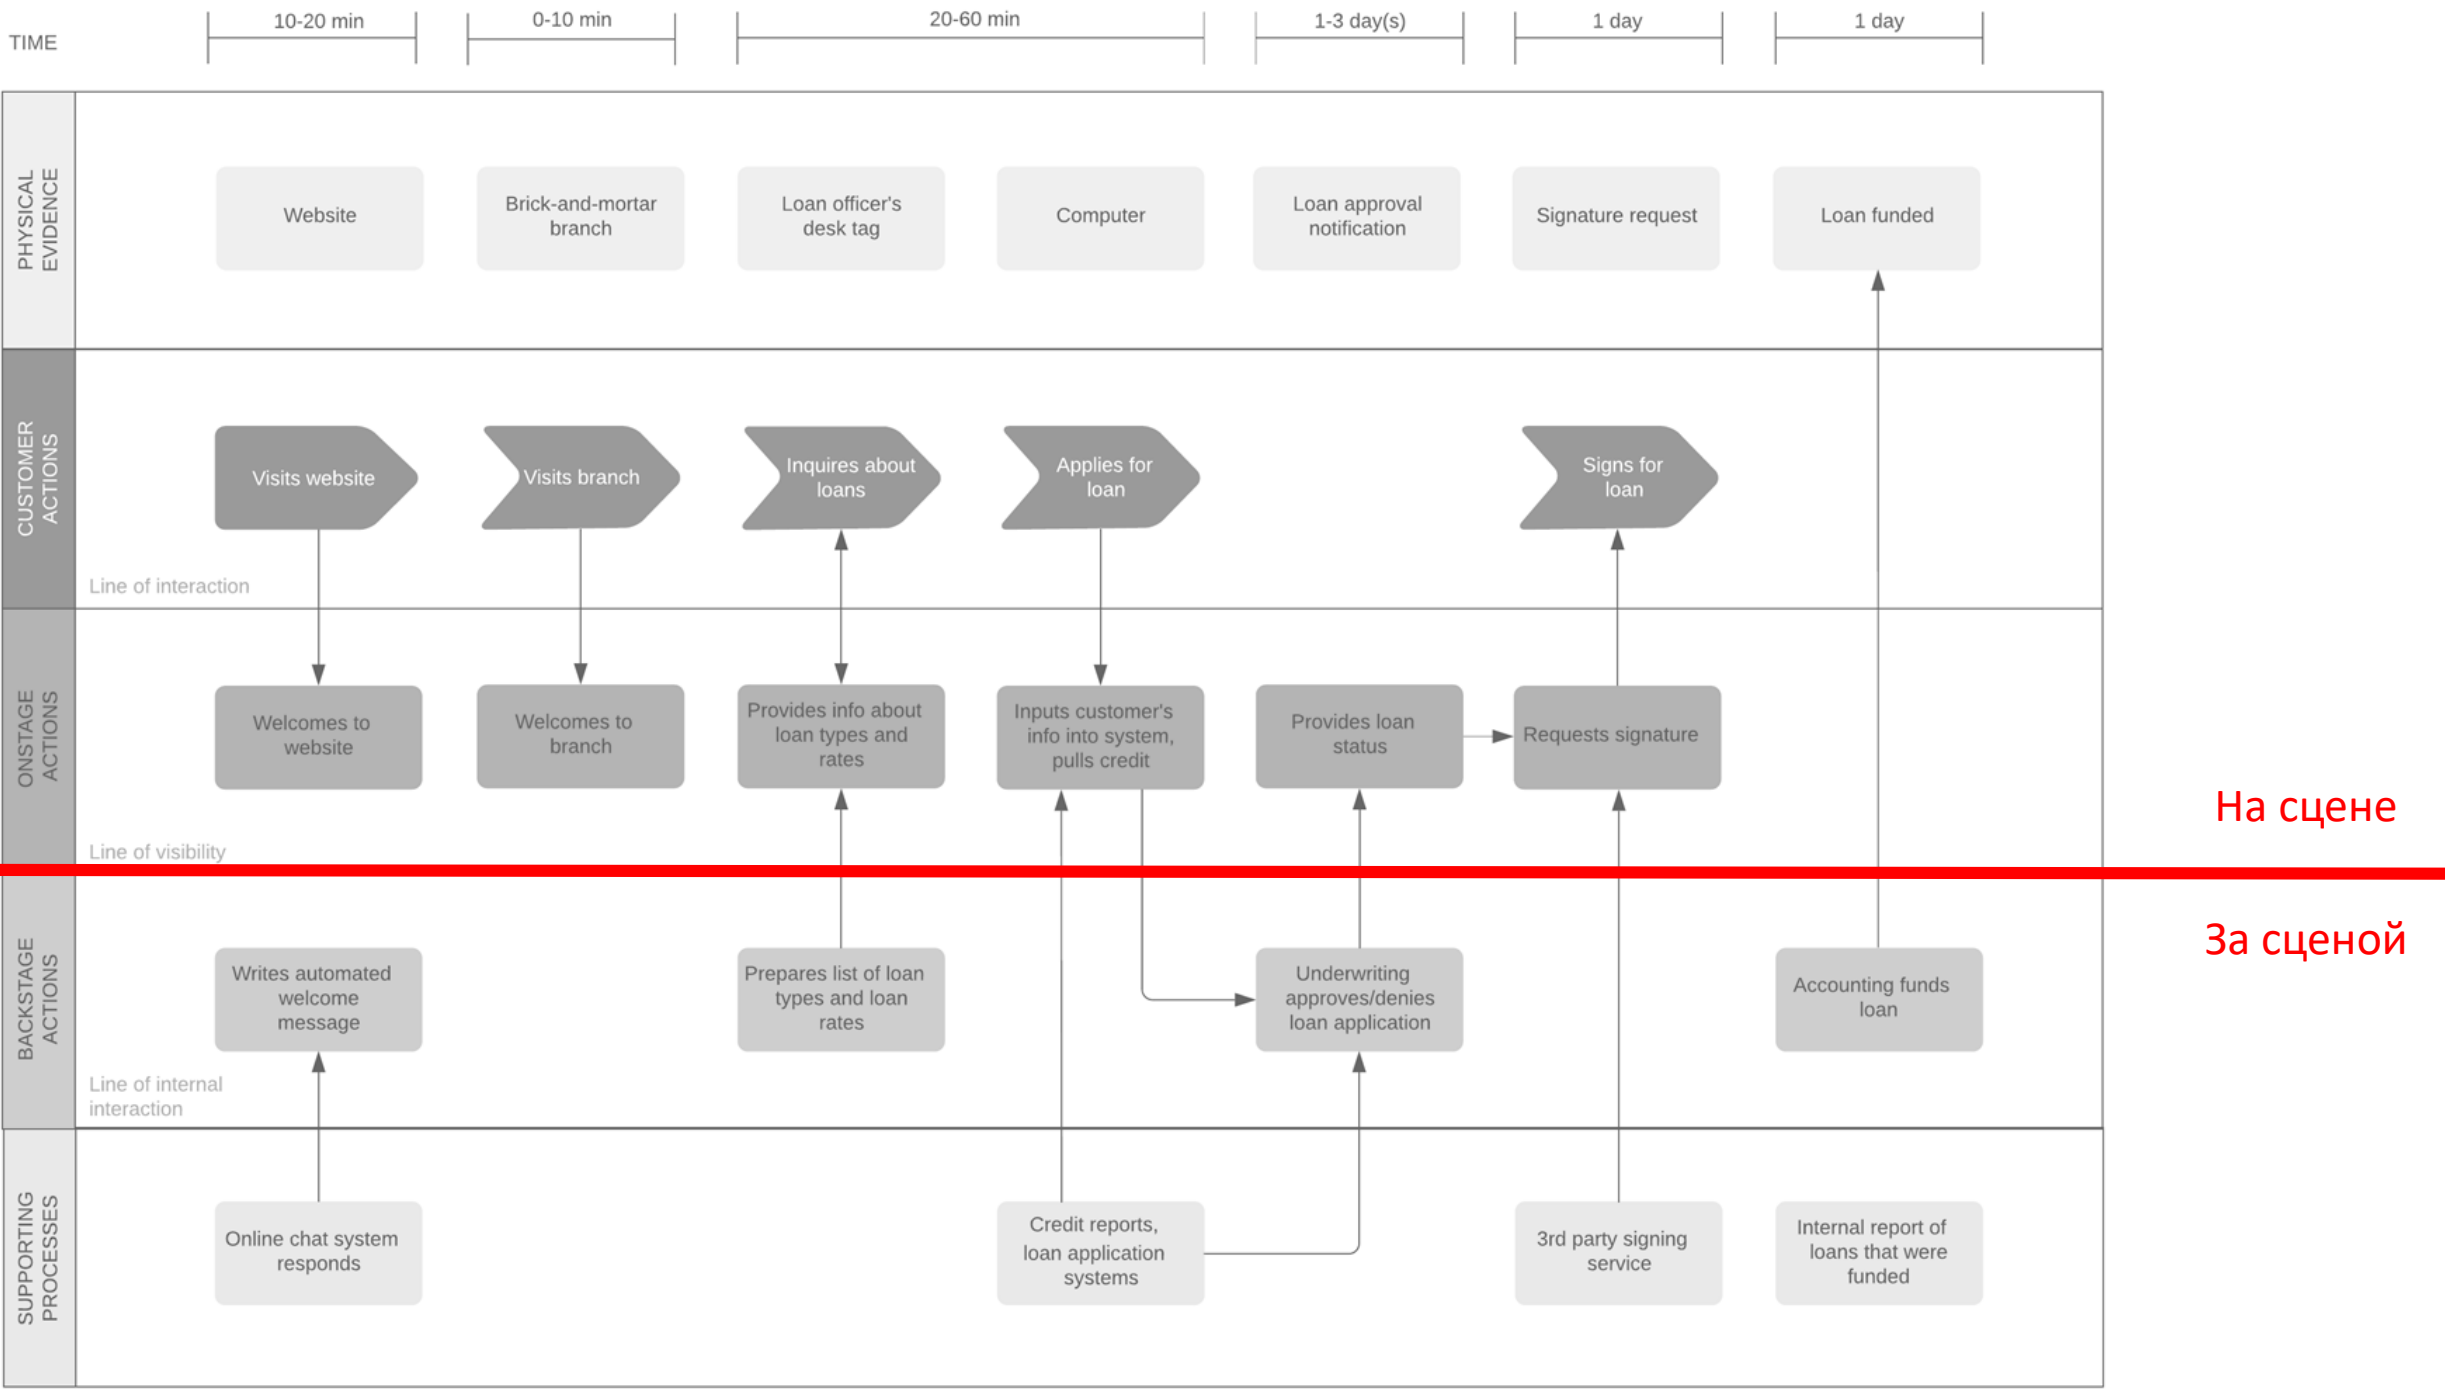 TIME
10-20 min
0-10 min
20-60 min
1-3 day(s)
1 day
1 day
PHYSICAL
EVIDENCE
Website
Brick-and-mortar
branch
Loan officer's
desk tag
Computer
Loan approval
notification
Signature request
Loan funded
CUSTOMER
ACTIONS
Visits website
Visits branch
Inquires about
loans
Applies for
loan
Signs for
loan
Line of interaction
ONSTAGE
ACTIONS
Welcomes to
website
Welcomes to
branch
Provides info about
loan types and
rates
Inputs customer's
info into system,
pulls credit
Provides loan
status
Requests signature
На сцене
Line of visibility
За сценой
BACKSTAGE
ACTIONS
Writes automated
welcome
message
Prepares list of loan
types and loan
rates
Underwriting
approves/denies
loan application
Accounting funds
loan
Line of internal
interaction
SUPPORTING
PROCESSES
Online chat system
responds
Credit reports,
loan application
systems
3rd party signing
service
Internal report of
loans that were
funded